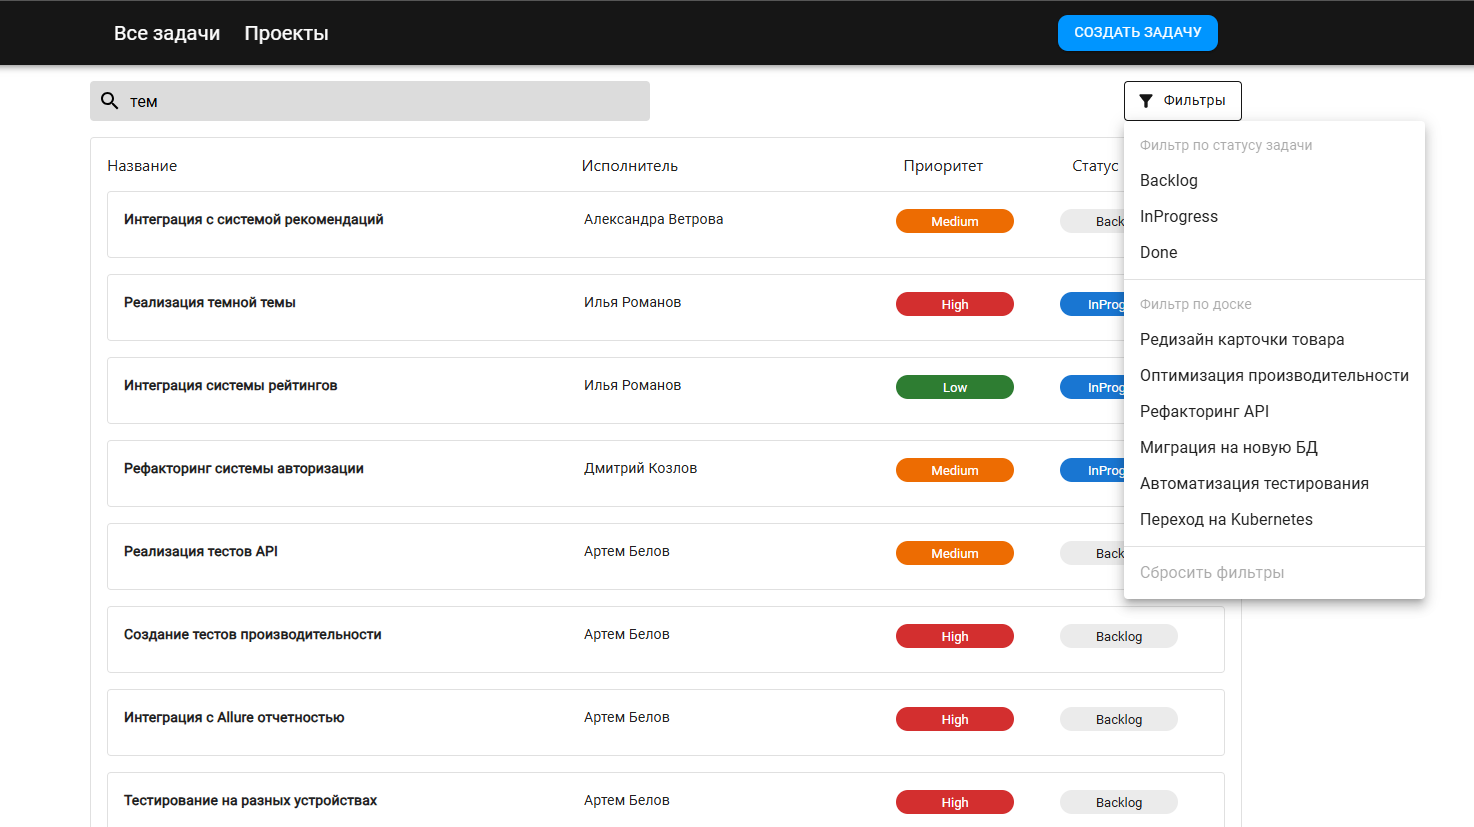 Все задачи Проекты СОЗДАТЬ ЗАДАЧУ
тем Фильтры
Название Исполнитель Приоритет Статус
Интеграция с системой рекомендаций Александра Ветрова Medium Back
Реализация темной темы Илья Романов High InProg
Интеграция системы рейтингов Илья Романов Low InProg
Рефакторинг системы авторизации Дмитрий Козлов Medium InProg
Реализация тестов API Артем Белов Medium Back
Создание тестов производительности Артем Белов High Backlog
Интеграция с Allure отчетностью Артем Белов High Backlog
Тестирование на разных устройствах Артем Белов High Backlog
Фильтр по статусу задачи
Backlog
InProgress
Done
Фильтр по доске
Редизайн карточки товара
Оптимизация производительности
Рефакторинг API
Миграция на новую БД
Автоматизация тестирования
Переход на Kubernetes
Сбросить фильтры